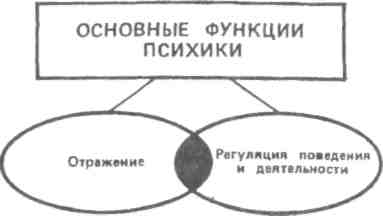 ОСНОВНЫЕ ФУНКЦИИ
ПСИХИКИ
Отражение
Регуляция поведения
и деятельности